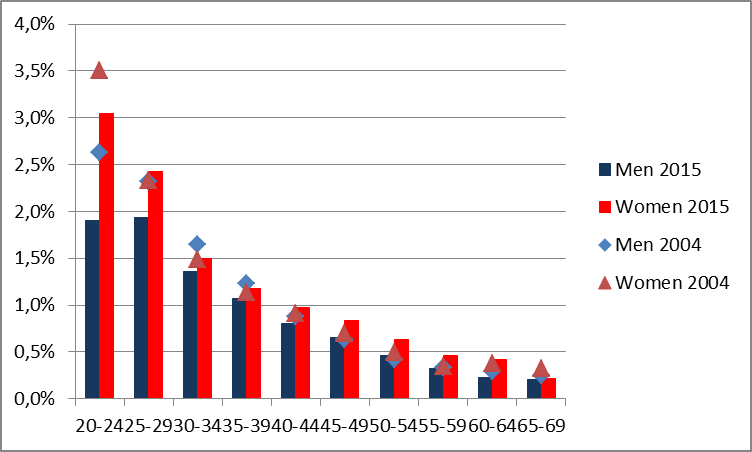 4,0%
3,5%
3,0%
2,5%
2,0%
1,5%
1,0%
0,5%
0,0%
20-24 25-29 30-34 35-39 40-44 45-49 50-54 55-59 60-64 65-69
Men 2015
Women 2015
Men 2004
Women 2004